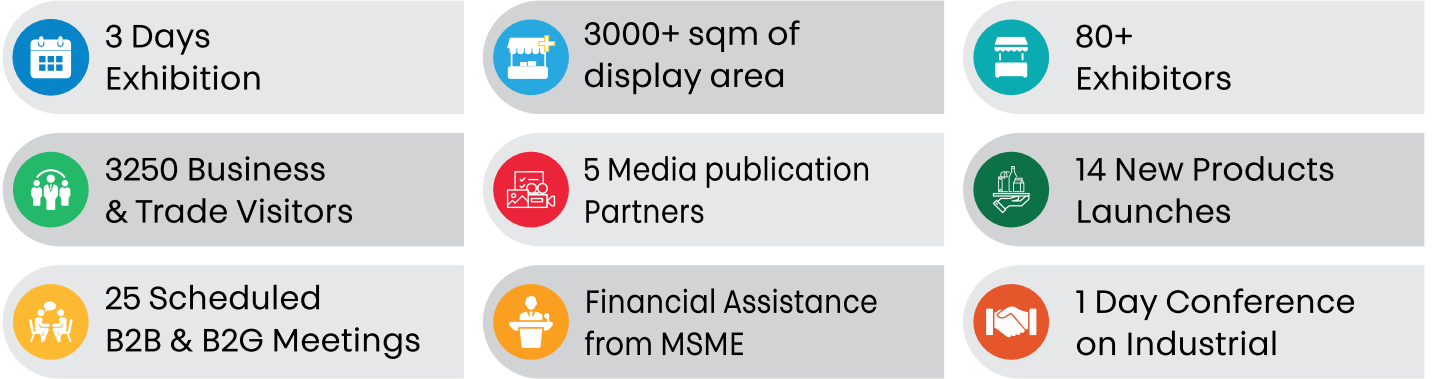 3 Days
Exhibition
3000+ sqm of
display area
80+
Exhibitors
3250 Business
& Trade Visitors
5 Media publication
Partners
14 New Products
Launches
25 Scheduled
B2B & B2G Meetings
Financial Assistance
from MSME
1 Day Conference
on Industrial